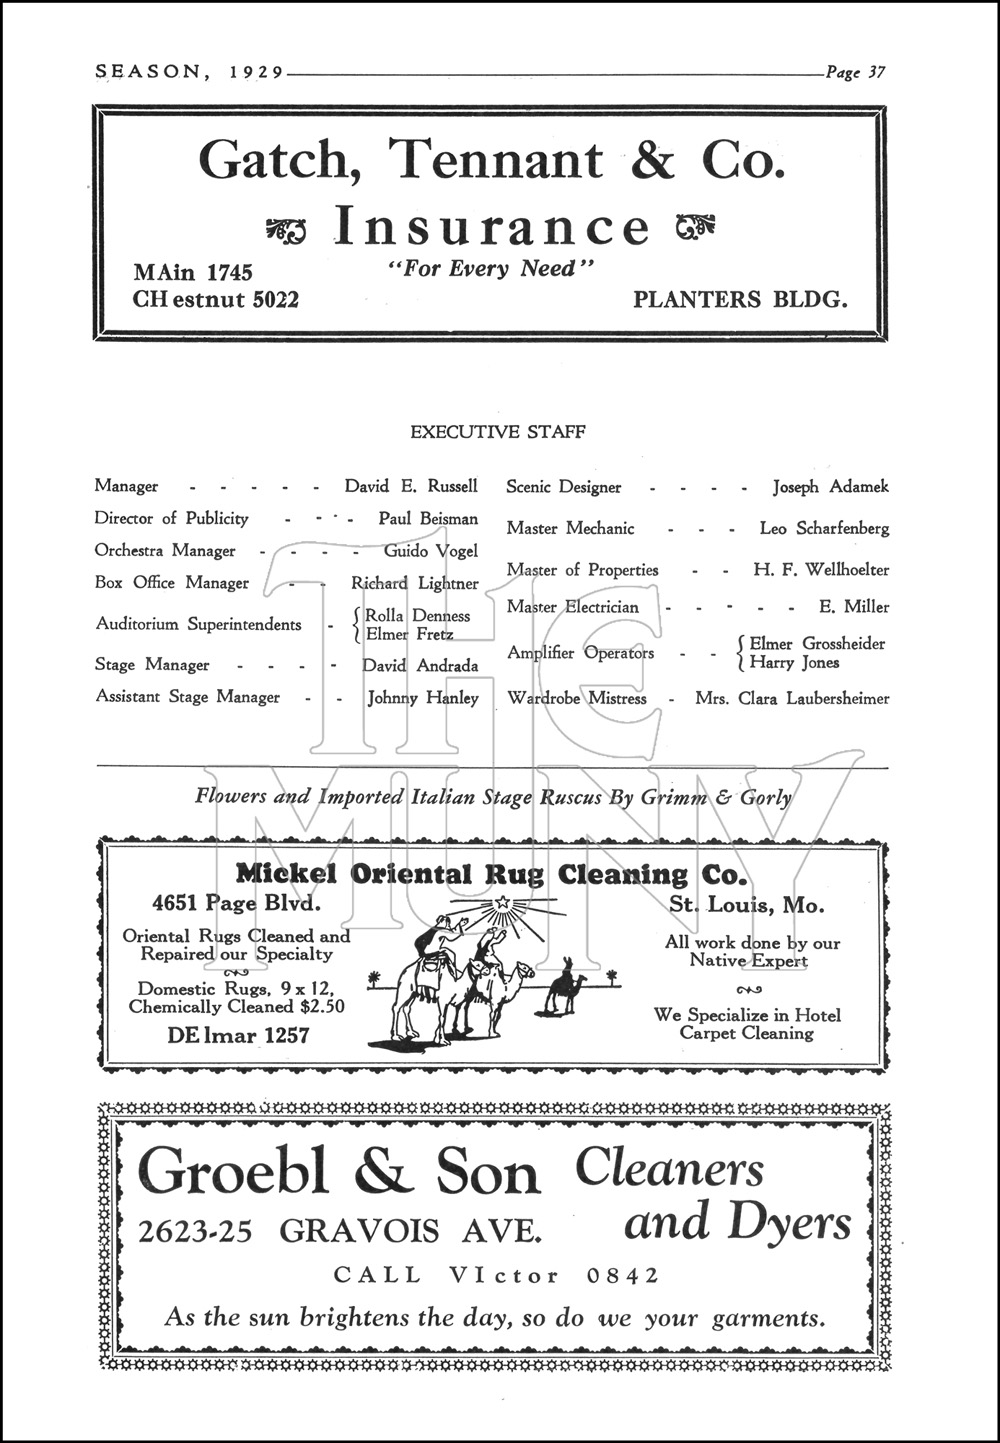 SEASON, 1929 Page 37
Gatch, Tennant & Co.
Insurance
"For Every Need"
MAin 1745
CHestnut 5022
PLANTERS BLDG.
EXECUTIVE STAFF
Manager - - - - - David E. Russell
Director of Publicity - - - Paul Beisman
Orchestra Manager - - - - Guido Vogel
Box Office Manager - - Richard Lightner
Auditorium Superintendents - { Rolla Denness
Elmer Fretz
Stage Manager - - - - David Andrada
Assistant Stage Manager - - Johnny Hanley
Scenic Designer - - - - Joseph Adamek
Master Mechanic - - - Leo Scharfenberg
Master of Properties - - H. F. Wellhoelter
Master Electrician - - - - - E. Miller
Amplifier Operators - - { Elmer Grossheider
Harry Jones
Wardrobe Mistress - Mrs. Clara Laubersheimer
THE
MUNY
Flowers and Imported Italian Stage Ruscus By Grimm & Gorly
Mickel Oriental Rug Cleaning Co.
4651 Page Blvd.
St. Louis, Mo.
Oriental Rugs Cleaned and
Repaired our Specialty
Domestic Rugs, 9 x 12,
Chemically Cleaned $2.50
DElmar 1257
All work done by our
Native Expert
We Specialize in Hotel
Carpet Cleaning
Groebl & Son Cleaners
and Dyers
2623-25 GRAVOIS AVE.
CALL VIctor 0842
As the sun brightens the day, so do we your garments.